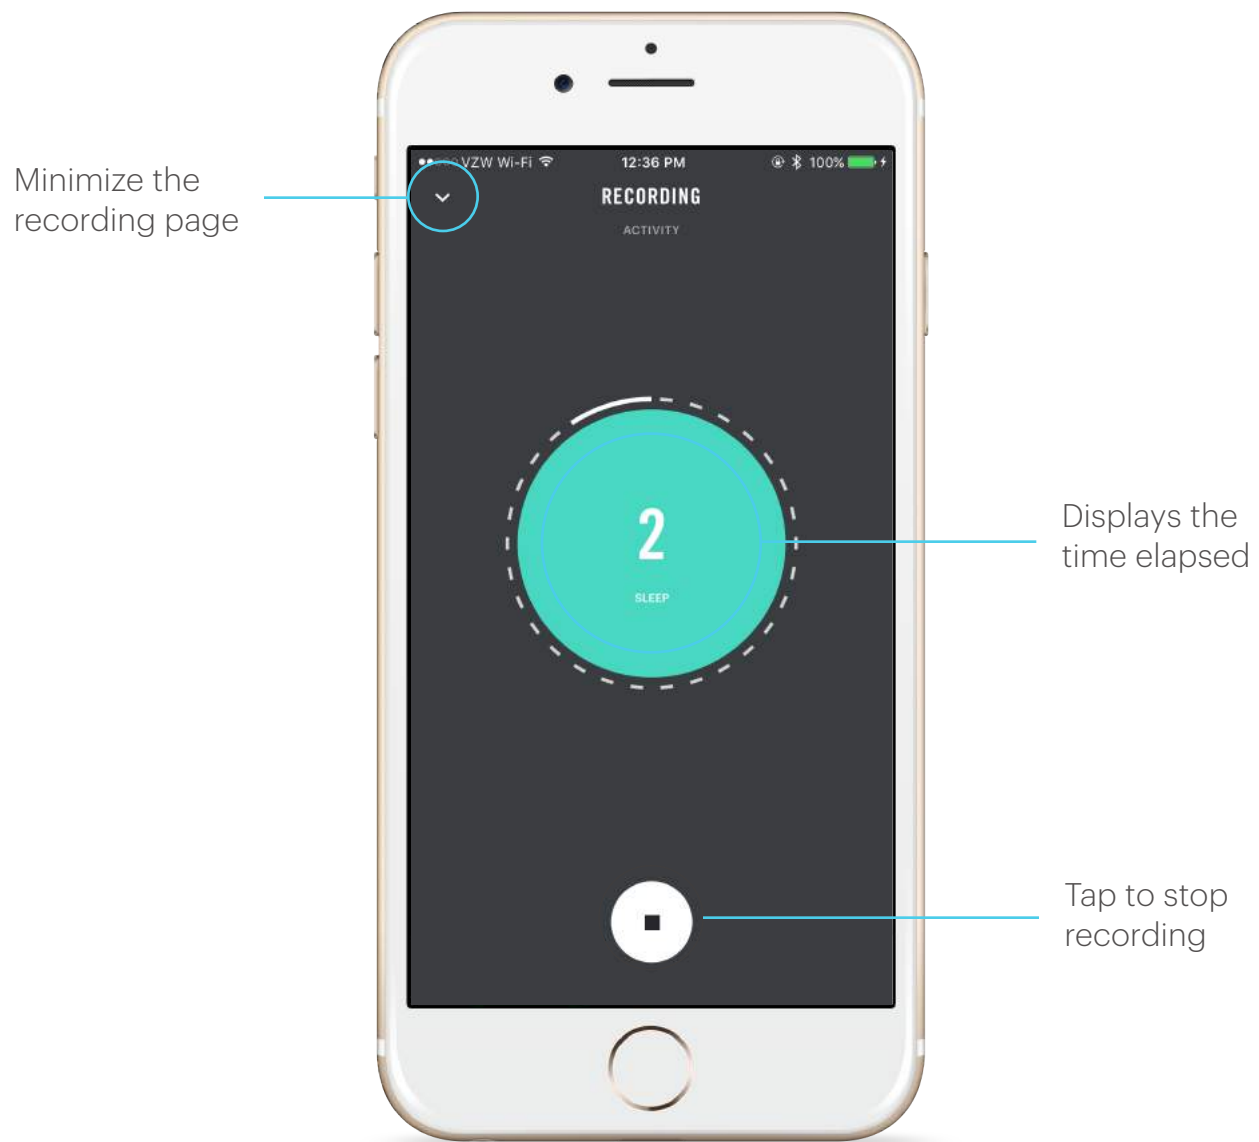 VZW Wi-Fi
12:36 PM
100%
Minimize the
recording page
RECORDING
ACTIVITY
2
SLEEP
Displays the
time elapsed
Tap to stop
recording